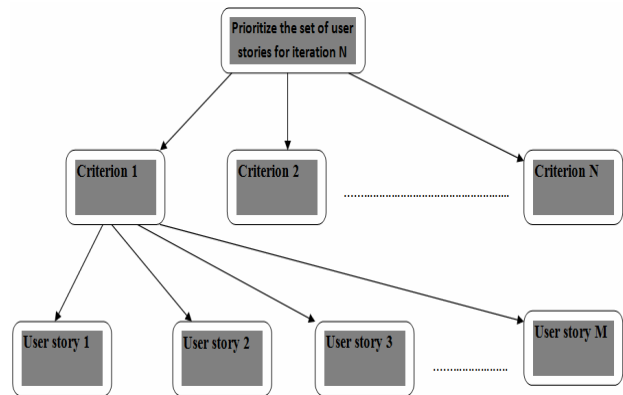 Prioritize the set of user
stories for iteration N
Criterion 1
Criterion 2
Criterion N
User story 1
User story 2
User story 3
User story M